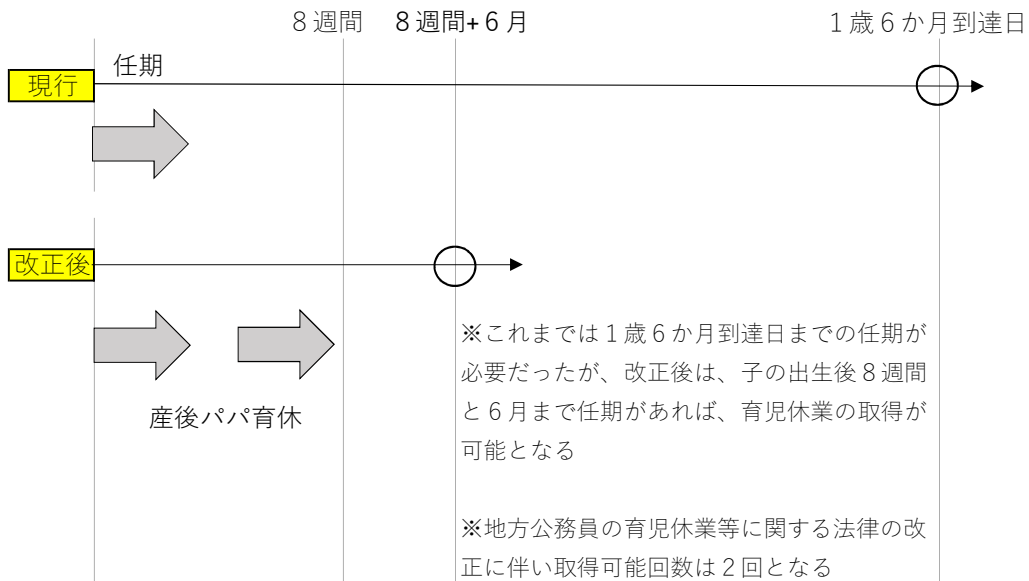 ８週間 ８週間+６月 １歳６か月到達日
現行 任期
改正後
産後パパ育休
※これまでは１歳６か月到達日までの任期が
必要だったが、改正後は、子の出生後８週間
と６月まで任期があれば、育児休業の取得が
可能となる
※地方公務員の育児休業等に関する法律の改
正に伴い取得可能回数は２回となる